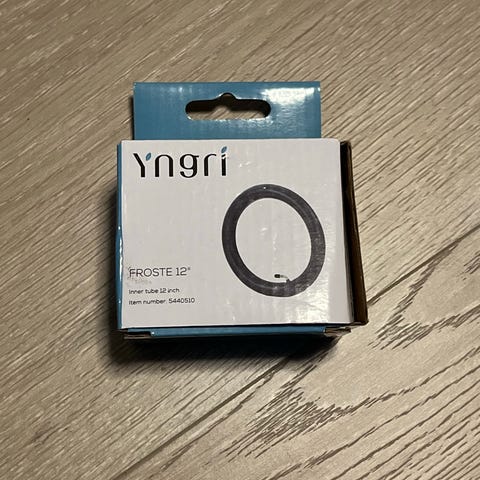 Yngri
FROSTE 12"
Inner tube 12 inch
Item number: 5440510